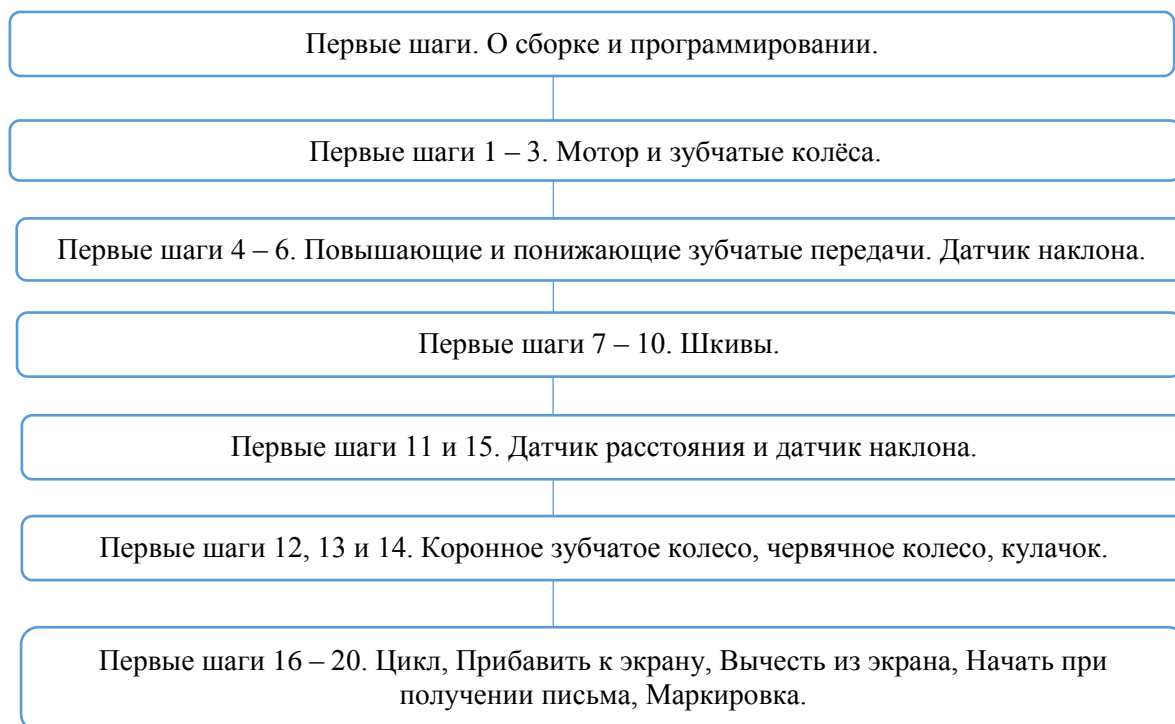 Первые шаги. О сборке и программировании.
Первые шаги 1 – 3. Мотор и зубчатые колёса.
Первые шаги 4 – 6. Повышающие и понижающие зубчатые передачи. Датчик наклона.
Первые шаги 7 – 10. Шкивы.
Первые шаги 11 и 15. Датчик расстояния и датчик наклона.
Первые шаги 12, 13 и 14. Коронное зубчатое колесо, червячное колесо, кулачок.
Первые шаги 16 – 20. Цикл, Прибавить к экрану, Вычесть из экрана, Начать при
получении письма, Маркировка.